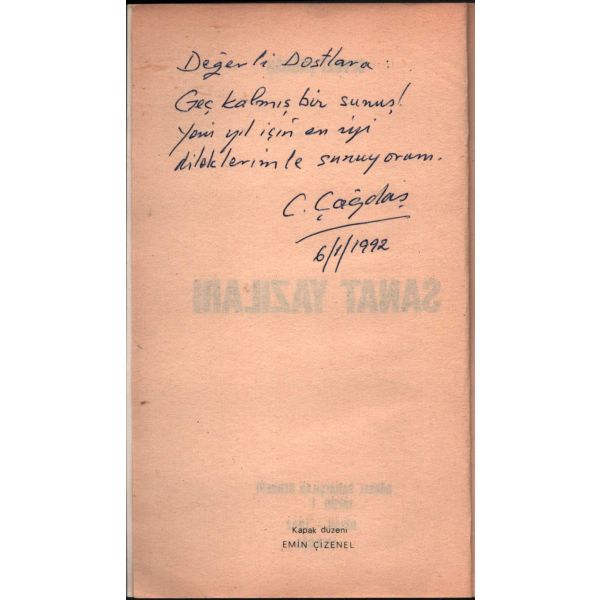 Değerli Dostlara:
Geç kalmış bir sunuş!
Yeni yıl için en iyi
dileklerimle sunuyorum.
C. Çağdaş
6/1/1992
SANAT YAZILARI
Kapak düzeni
EMİN ÇİZENEL